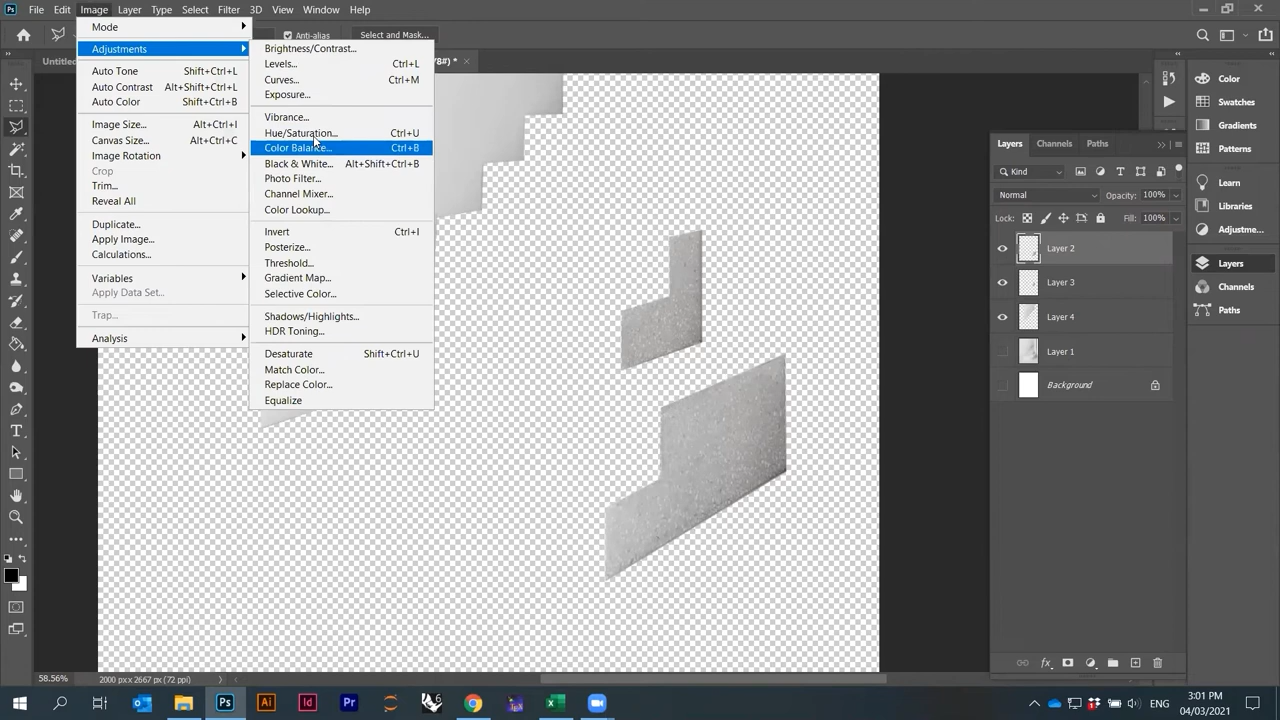 Ps File Edit Image Layer Type Select Filter 3D View Window Help
Anti-alias Select and Mask...
78#) * ×
Mode
Adjustments
Auto Tone Shift+Ctrl+L
Auto Contrast Alt+Shift+Ctrl+L
Auto Color Shift+Ctrl+B
Image Size... Alt+Ctrl+I
Canvas Size... Alt+Ctrl+C
Image Rotation
Crop
Trim...
Reveal All
Duplicate...
Apply Image...
Calculations...
Variables
Apply Data Set...
Trap...
Analysis
Brightness/Contrast...
Levels... Ctrl+L
Curves... Ctrl+M
Exposure...
Vibrance...
Hue/Saturation... Ctrl+U
Color Balance... Ctrl+B
Black & White... Alt+Shift+Ctrl+B
Photo Filter...
Channel Mixer...
Color Lookup...
Invert Ctrl+I
Posterize...
Threshold...
Gradient Map...
Selective Color...
Shadows/Highlights...
HDR Toning...
Desaturate Shift+Ctrl+U
Match Color...
Replace Color...
Equalize
Layers Channels Paths
Kind
Normal Opacity: 100%
Lock: Fill: 100%
Layer 2
Layer 3
Layer 4
Layer 1
Background
Color
Swatches
Gradients
Patterns
Learn
Libraries
Adjustme...
Layers
Channels
Paths
58.56% 2000 px x 2667 px (72 ppi)
Ps Ai Id Pr
3:01 PM
04/03/2021